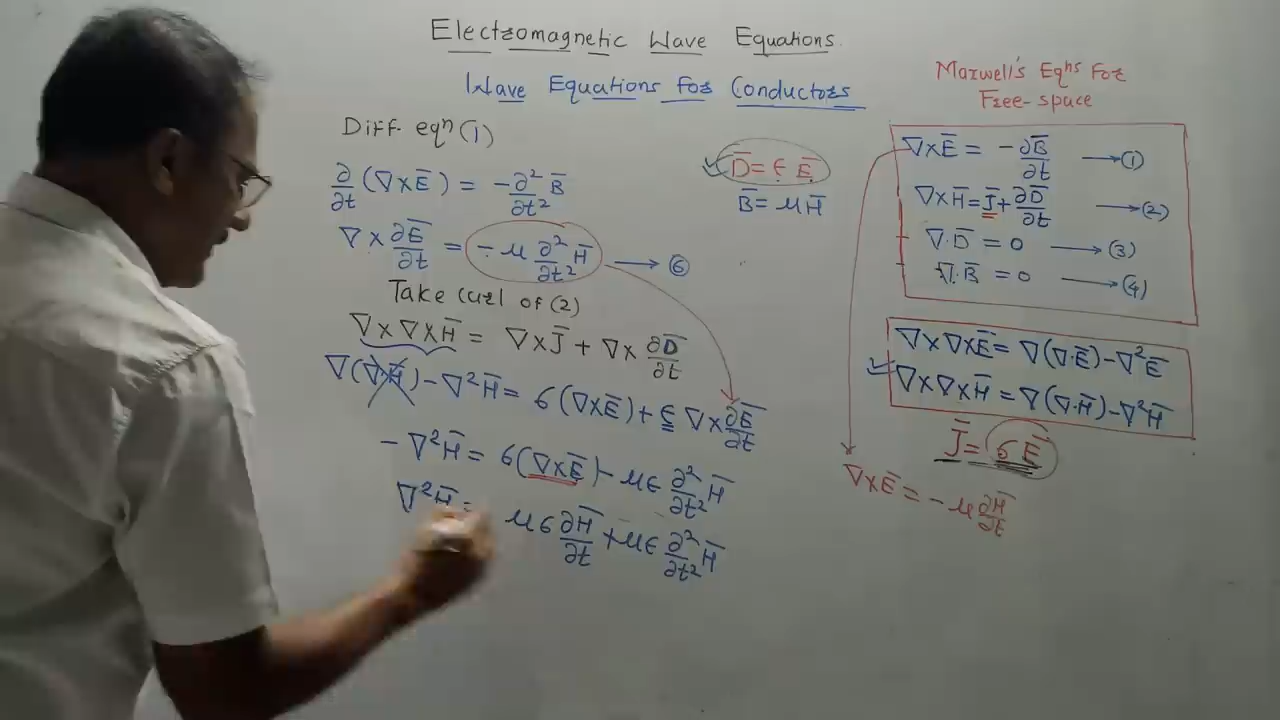 Electromagnetic Wave Equations.
Wave Equations for Conductors
Diff. eqⁿ (1)
∂/∂t (∇×E̅) = -∂²/∂t² B̅
∇ × ∂E̅/∂t = -μ ∂²/∂t² H̅ → ⑥
Take curl of (2)
∇×∇×H̅ = ∇×J̅ + ∇× ∂D̅/∂t
∇(∇·H̅) - ∇²H̅ = σ(∇×E̅) + ε ∇× ∂E̅/∂t
-∇²H̅ = σ(∇×E̅) - με ∂²/∂t² H̅
∇²H̅ = μσ ∂H̅/∂t + με ∂²/∂t² H̅
D̅ = ε E̅
B̅ = μH̅
Maxwell's Eqⁿˢ For
Free-space
∇×E̅ = -∂B̅/∂t → ①
∇×H̅ = J̅ + ∂D̅/∂t → (2)
∇·D̅ = 0 → (3)
∇·B̅ = 0 → (4)
∇×∇×E̅ = ∇(∇·E̅) - ∇²E̅
∇×∇×H̅ = ∇(∇·H̅) - ∇²H̅
J̅ = σE̅
∇×E̅ = -μ ∂H̅/∂t